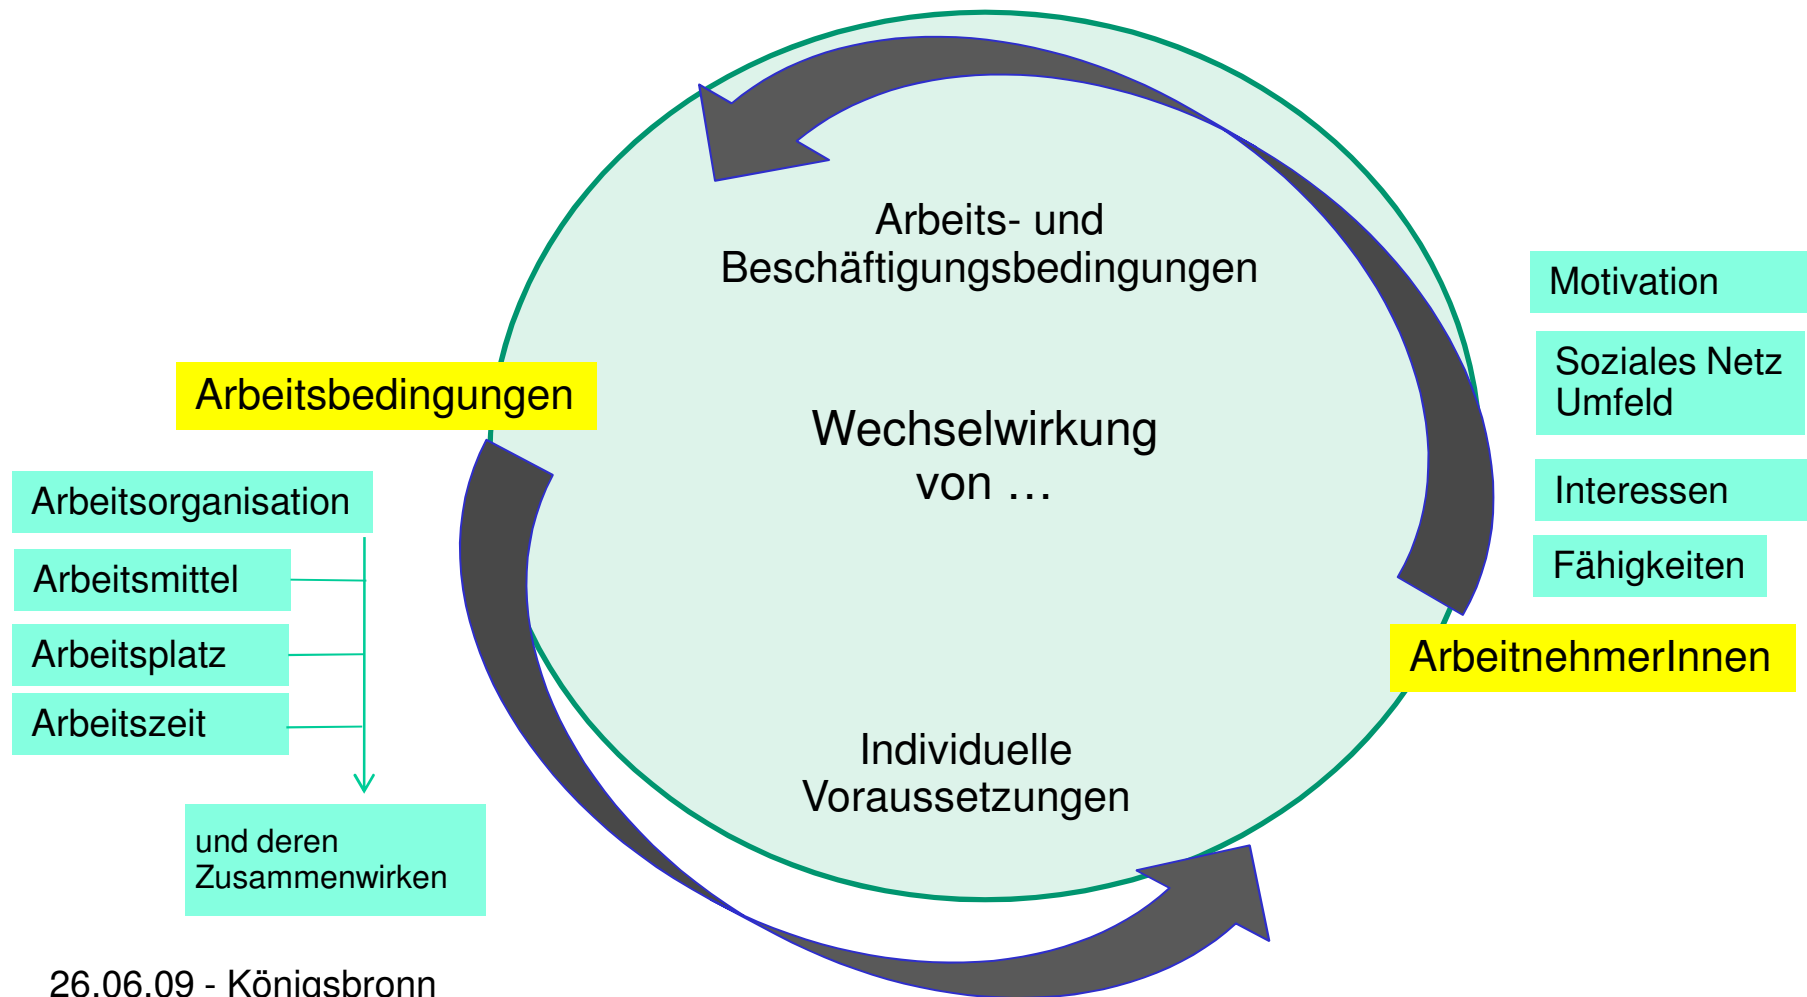 Arbeits- und
Beschäftigungsbedingungen
Wechselwirkung
von …
Individuelle
Voraussetzungen
Arbeitsbedingungen
Arbeitsorganisation
Arbeitsmittel
Arbeitsplatz
Arbeitszeit
und deren
Zusammenwirken
Motivation
Soziales Netz
Umfeld
Interessen
Fähigkeiten
ArbeitnehmerInnen
26.06.09 - Königsbronn